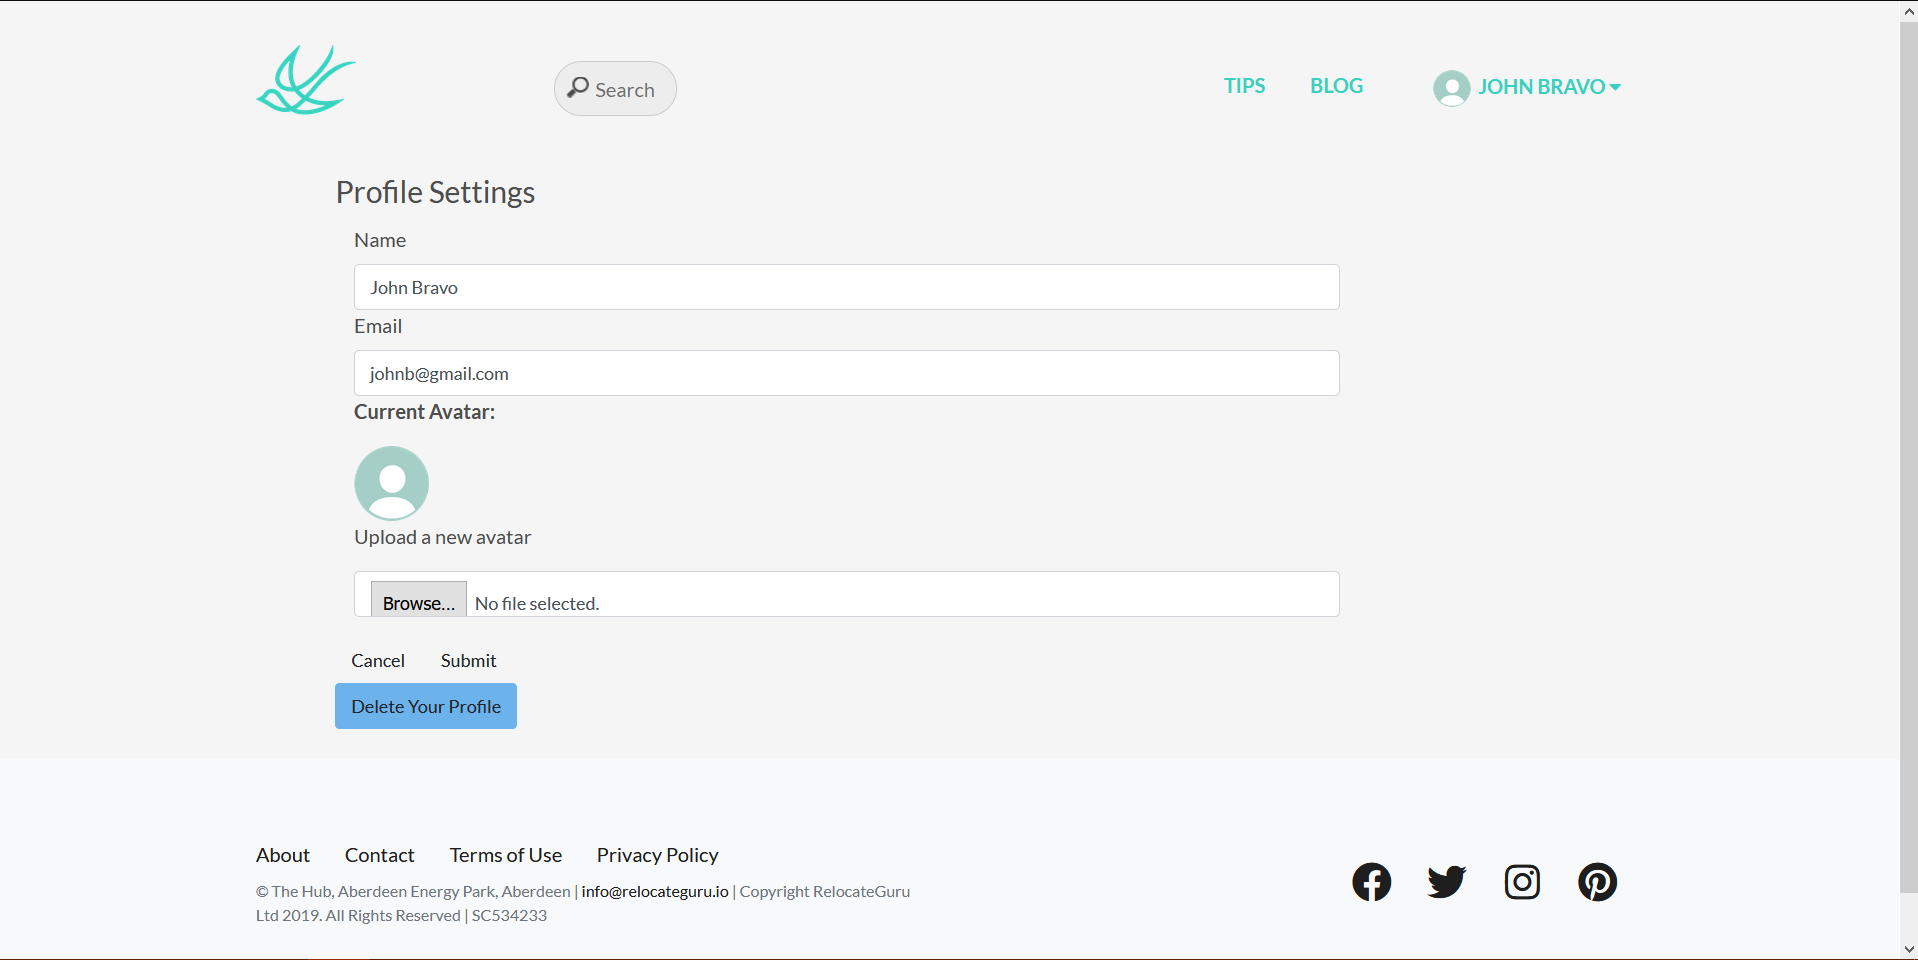 Search
TIPS
BLOG
JOHN BRAVO
Profile Settings
Name
John Bravo
Email
johnb@gmail.com
Current Avatar:
Upload a new avatar
Browse... No file selected.
Cancel Submit
Delete Your Profile
About Contact Terms of Use Privacy Policy
© The Hub, Aberdeen Energy Park, Aberdeen | info@relocateguru.io | Copyright RelocateGuru
Ltd 2019. All Rights Reserved | SC534233